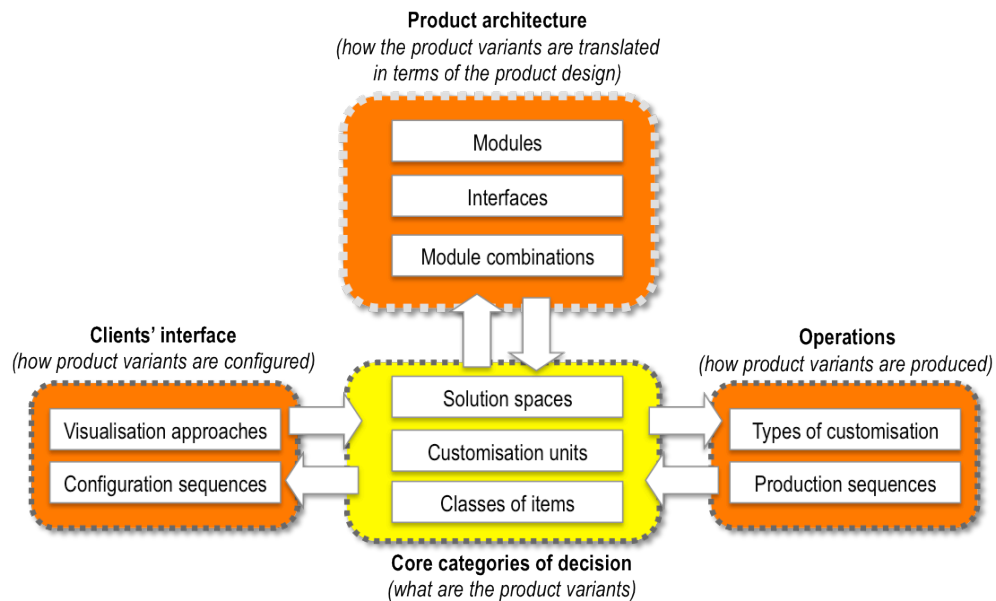 Product architecture
(how the product variants are translated
in terms of the product design)
Modules
Interfaces
Module combinations
Clients' interface
(how product variants are configured)
Visualisation approaches
Configuration sequences
Solution spaces
Customisation units
Classes of items
Core categories of decision
(what are the product variants)
Operations
(how product variants are produced)
Types of customisation
Production sequences